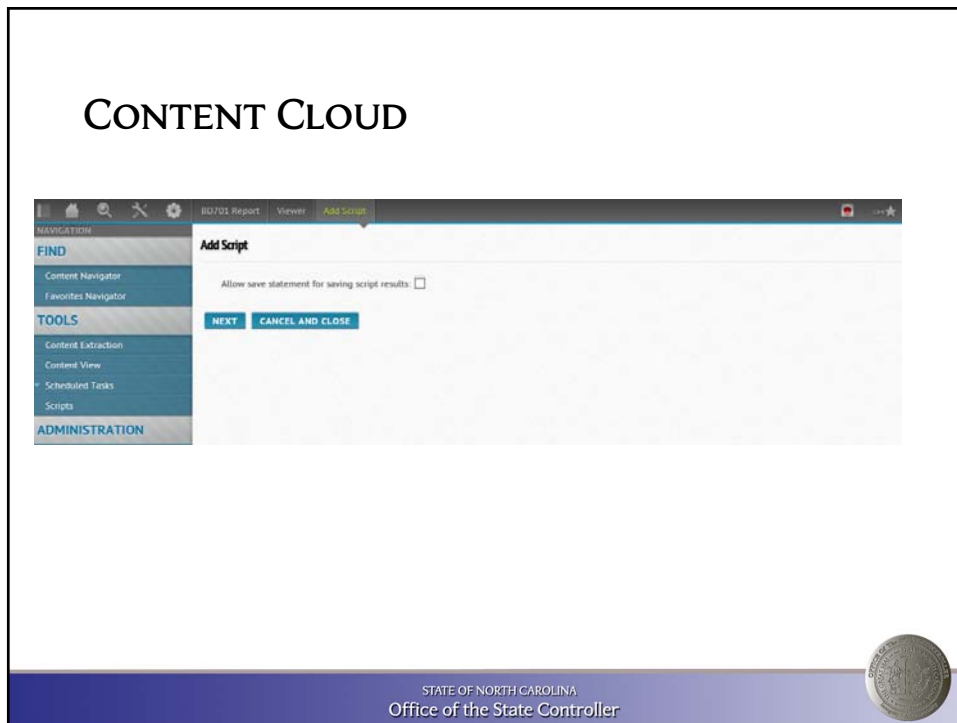 CONTENT CLOUD
BD701 Report Viewer Add Script
NAVIGATION
FIND
Content Navigator
Favorites Navigator
TOOLS
Content Extraction
Content View
Scheduled Tasks
Scripts
ADMINISTRATION
Add Script
Allow save statement for saving script results:
NEXT CANCEL AND CLOSE
STATE OF NORTH CAROLINA
Office of the State Controller